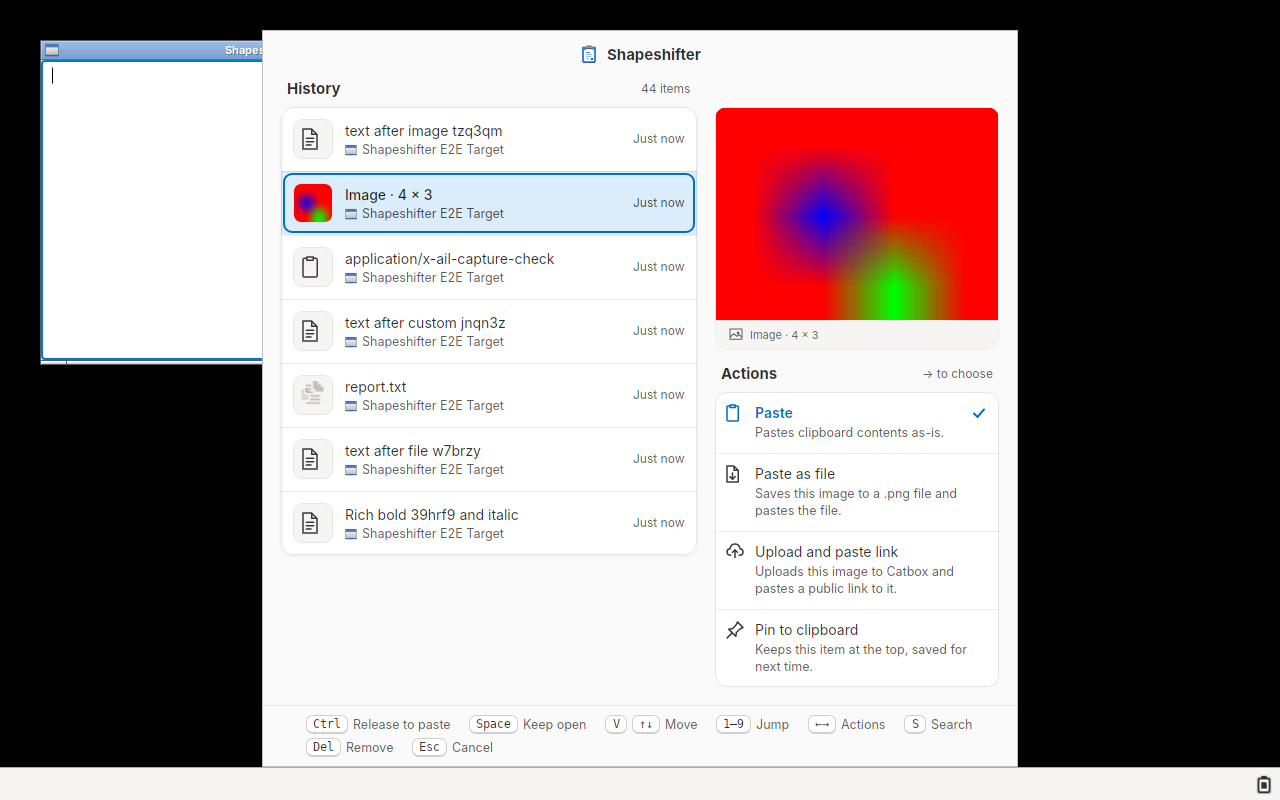 Shapes
Shapeshifter
History
44 items
text after image tzq3qm
Shapeshifter E2E Target
Just now
Image · 4 × 3
Shapeshifter E2E Target
Just now
application/x-ail-capture-check
Shapeshifter E2E Target
Just now
text after custom jnqn3z
Shapeshifter E2E Target
Just now
report.txt
Shapeshifter E2E Target
Just now
text after file w7brzy
Shapeshifter E2E Target
Just now
Rich bold 39hrf9 and italic
Shapeshifter E2E Target
Just now
Image · 4 × 3
Actions
→ to choose
Paste
Pastes clipboard contents as-is.
Paste as file
Saves this image to a .png file and
pastes the file.
Upload and paste link
Uploads this image to Catbox and
pastes a public link to it.
Pin to clipboard
Keeps this item at the top, saved for
next time.
Ctrl Release to paste Space Keep open V ↑↓ Move 1–9 Jump ←→ Actions S Search
Del Remove Esc Cancel